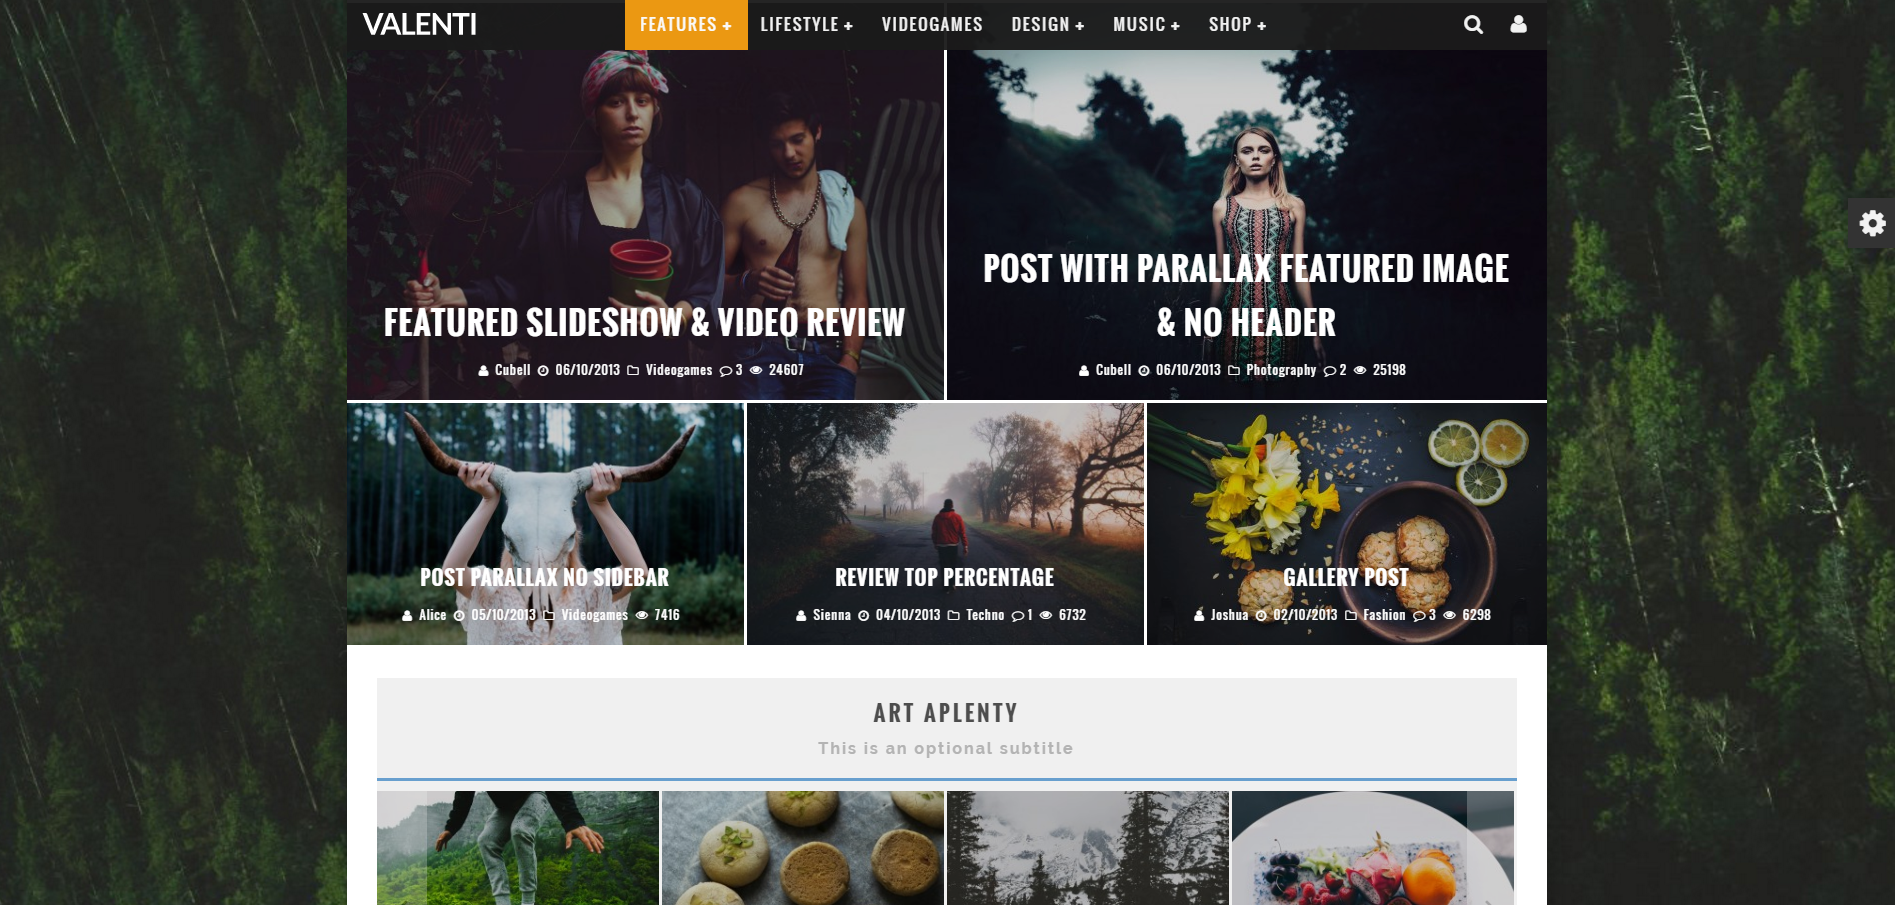 VALENTI
FEATURES +
LIFESTYLE +
VIDEOGAMES
DESIGN +
MUSIC +
SHOP +
FEATURED SLIDESHOW & VIDEO REVIEW
Cubell 06/10/2013 Videogames 3 24607
POST WITH PARALLAX FEATURED IMAGE
& NO HEADER
Cubell 06/10/2013 Photography 2 25198
POST PARALLAX NO SIDEBAR
Alice 05/10/2013 Videogames 7416
REVIEW TOP PERCENTAGE
Sienna 04/10/2013 Techno 1 6732
GALLERY POST
Joshua 02/10/2013 Fashion 3 6298
ART APLENTY
This is an optional subtitle